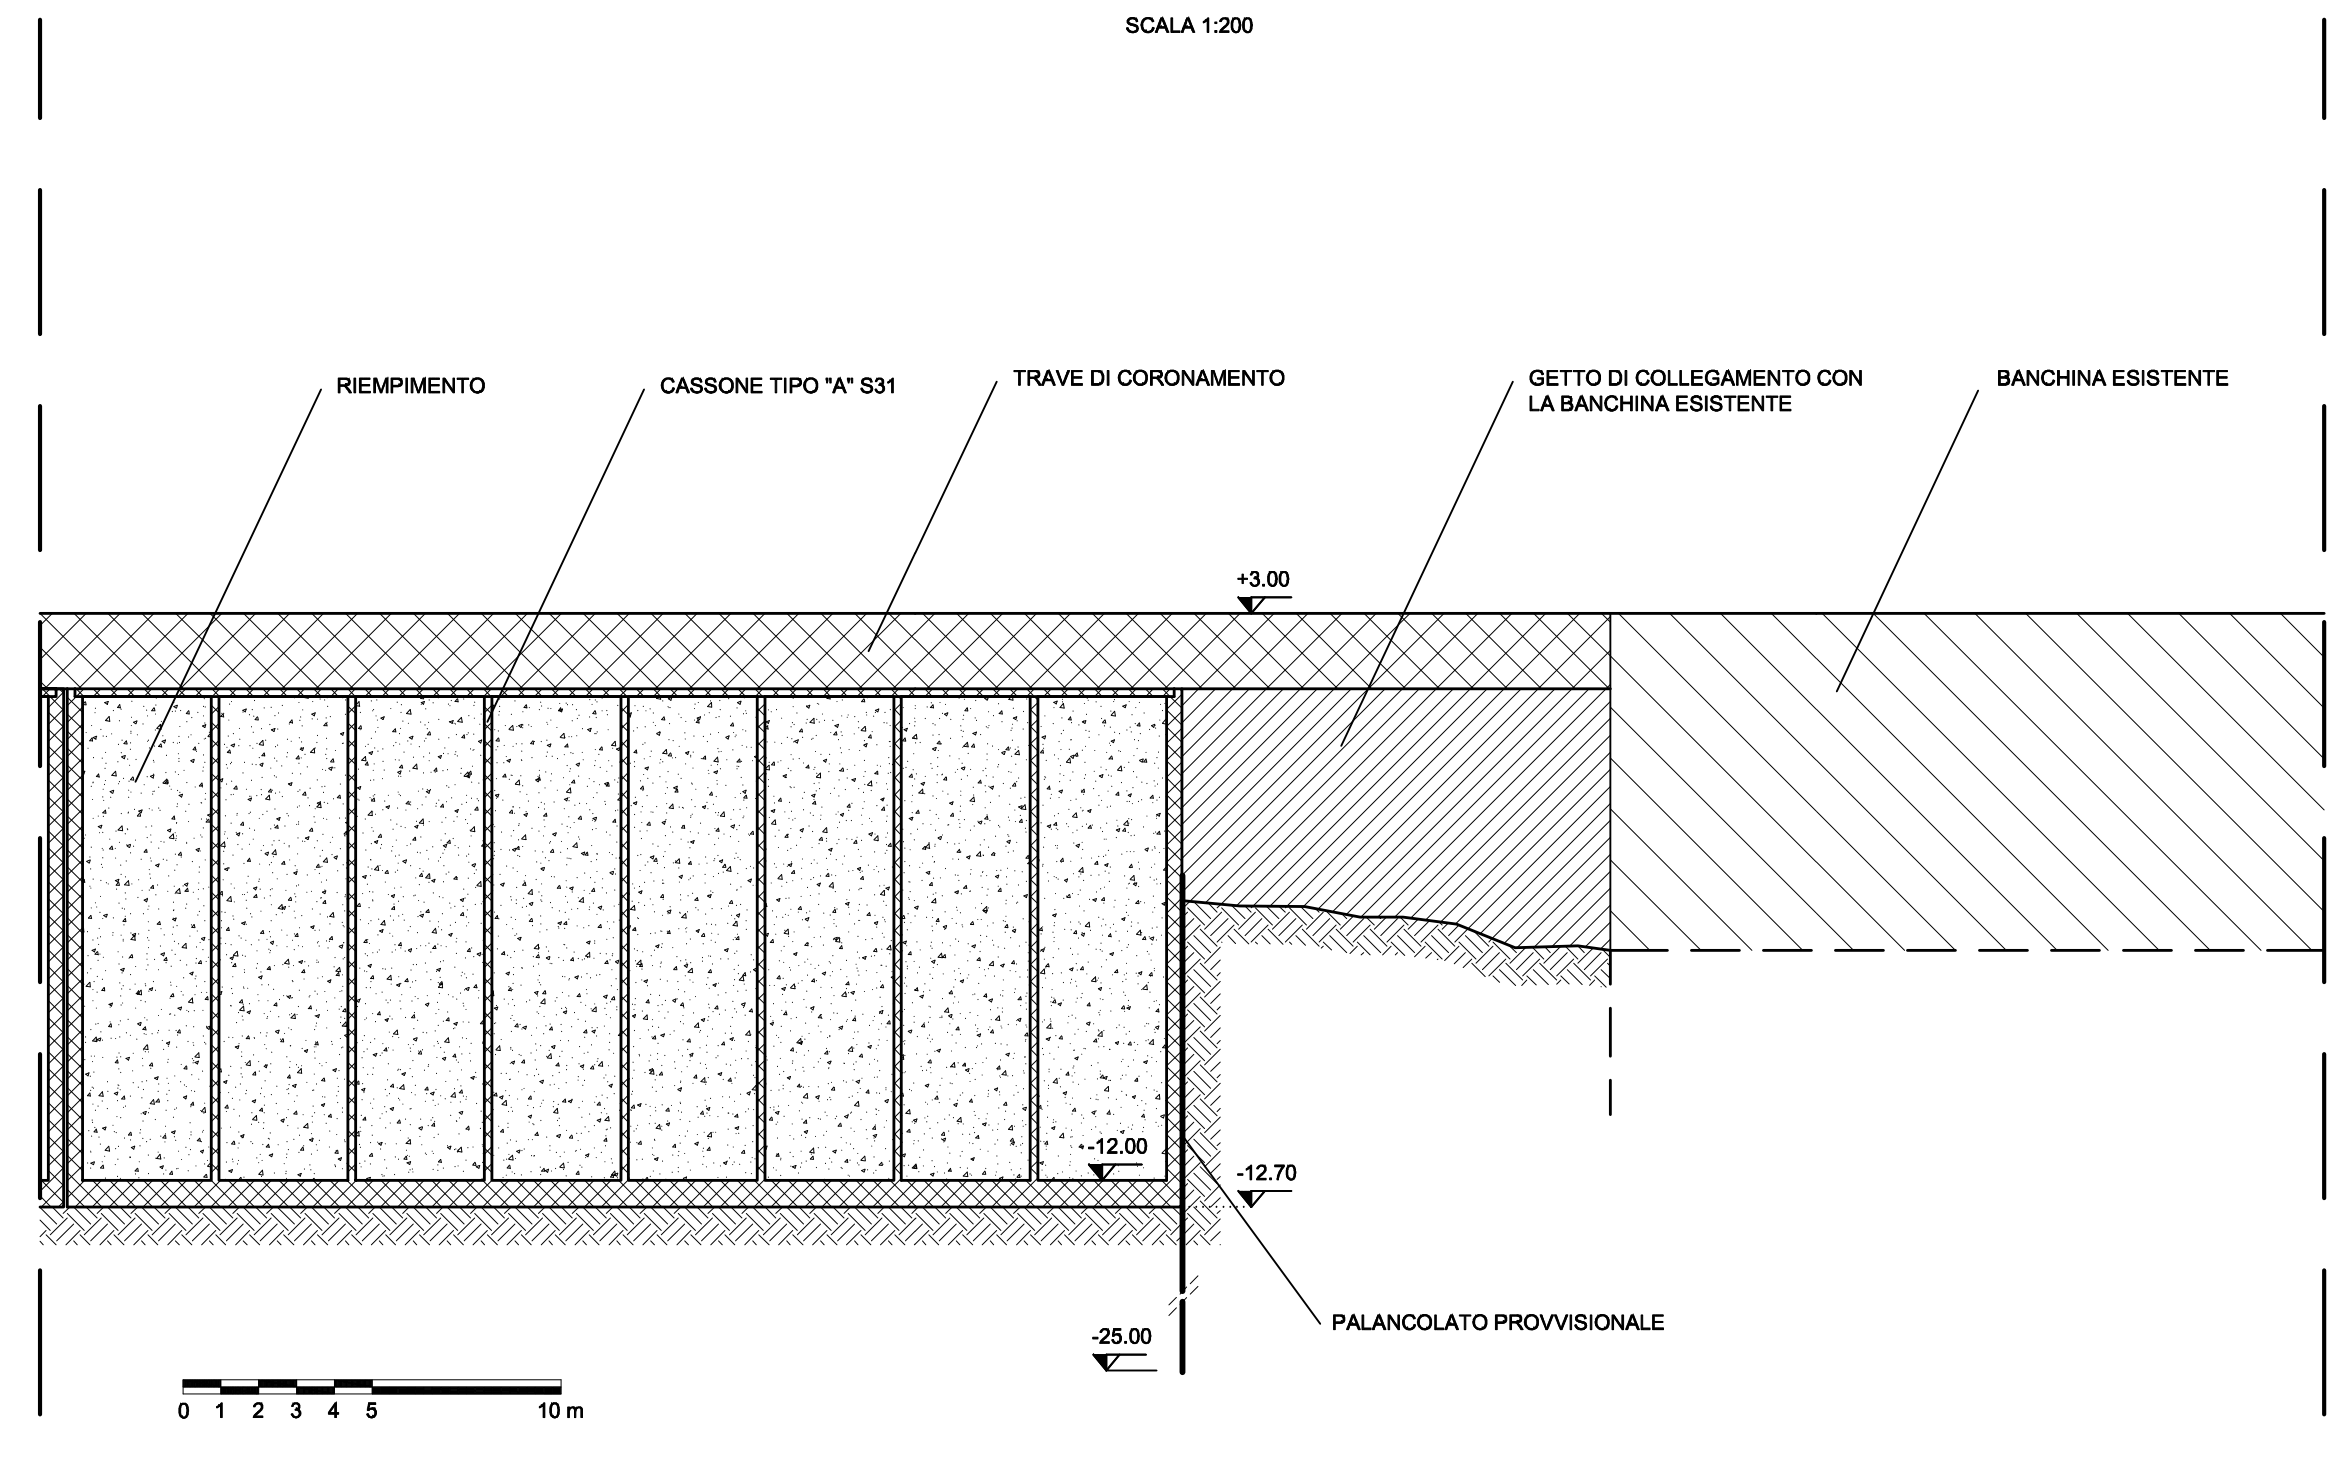 SCALA 1:200
RIEMPIMENTO
CASSONE TIPO "A" S31
TRAVE DI CORONAMENTO
GETTO DI COLLEGAMENTO CON
LA BANCHINA ESISTENTE
BANCHINA ESISTENTE
+3.00
-12.00
-12.70
PALANCOLATO PROVVISIONALE
-25.00
0 1 2 3 4 5 10 m